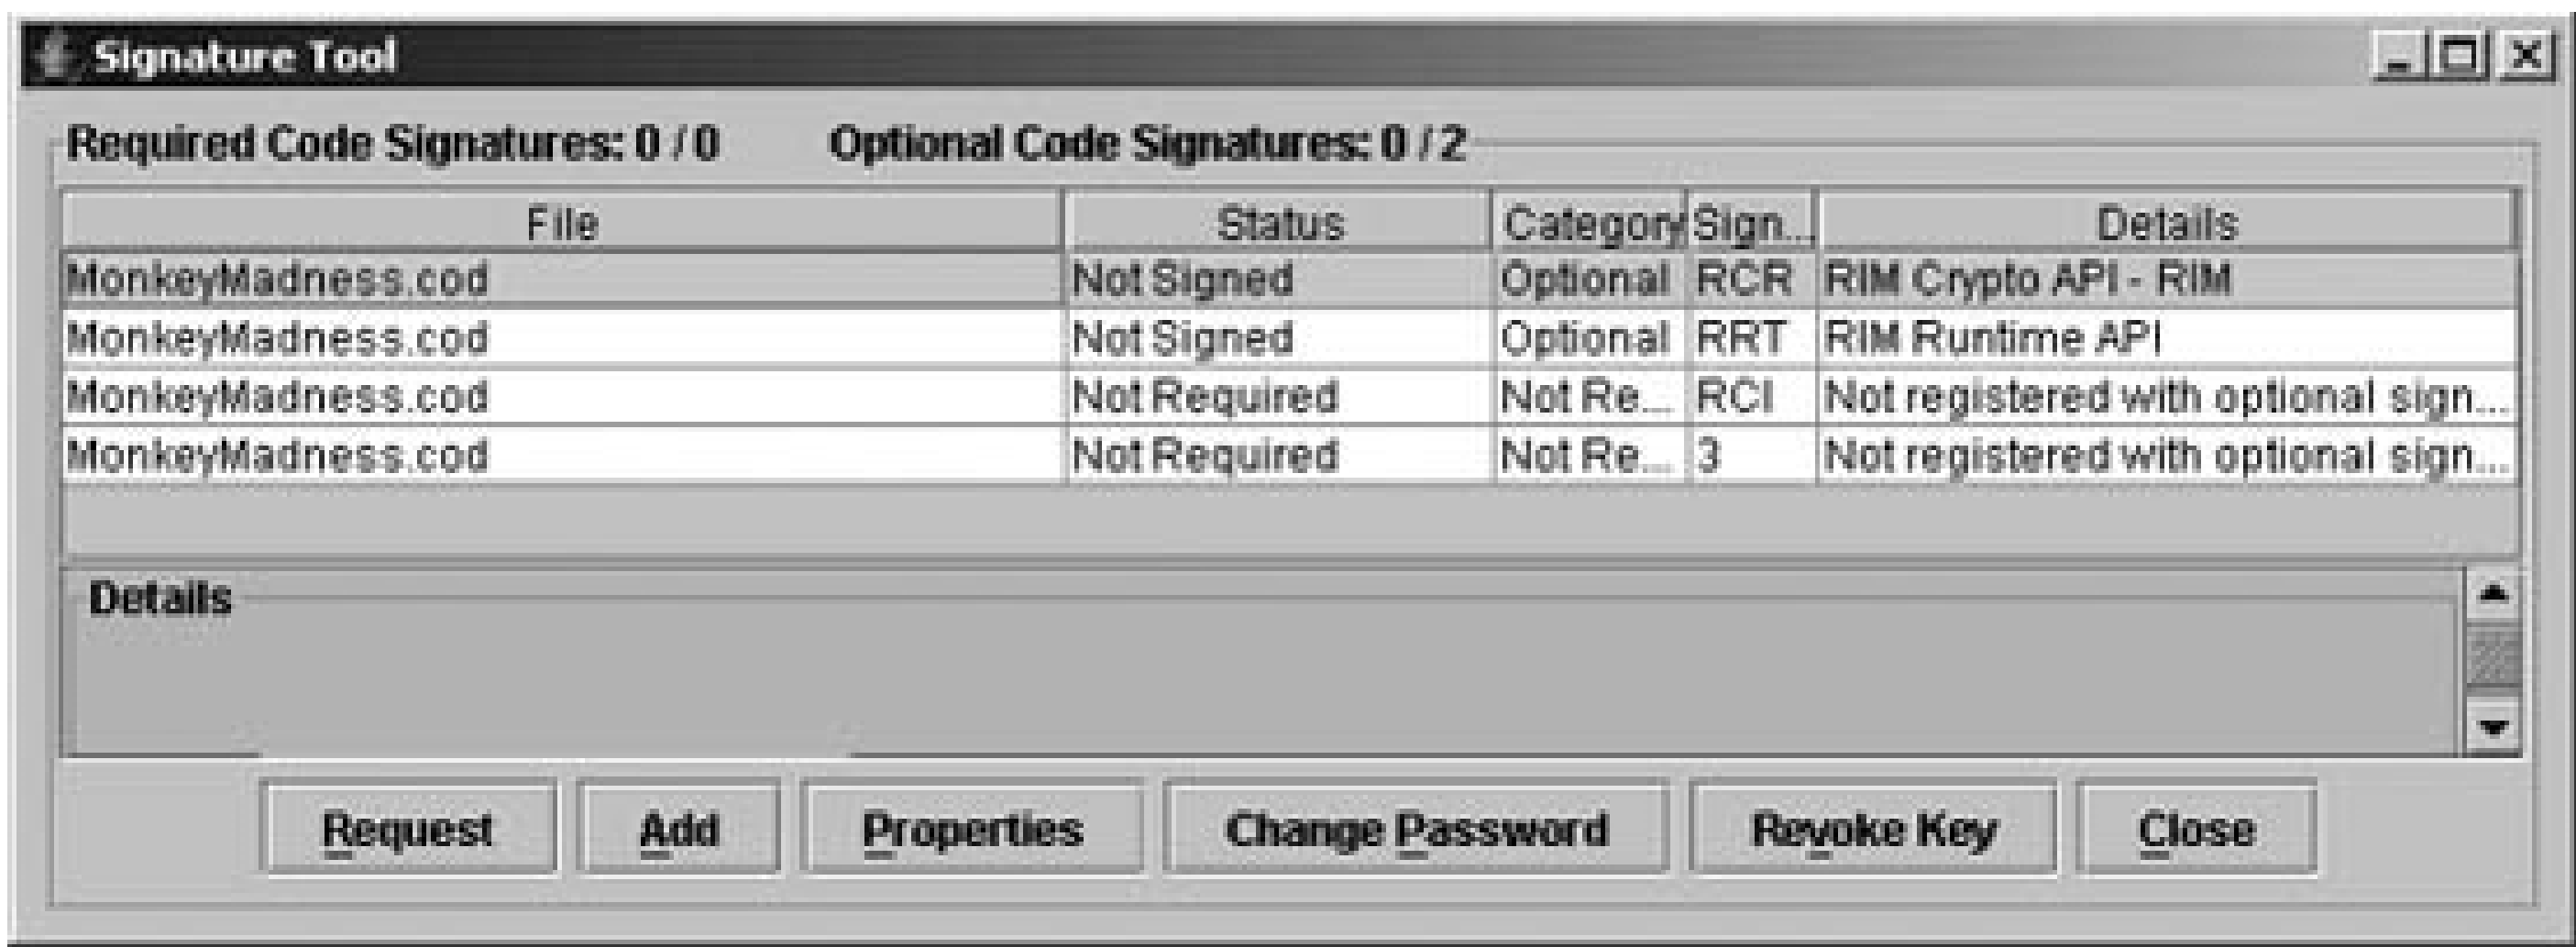 Signature Tool
Required Code Signatures: 0 / 0 Optional Code Signatures: 0 / 2
File Status Category Sign... Details
MonkeyMadness.cod Not Signed Optional RCR RIM Crypto API - RIM
MonkeyMadness.cod Not Signed Optional RRT RIM Runtime API
MonkeyMadness.cod Not Required Not Re... RCI Not registered with optional sign...
MonkeyMadness.cod Not Required Not Re... 3 Not registered with optional sign...
Details
Request Add Properties Change Password Revoke Key Close